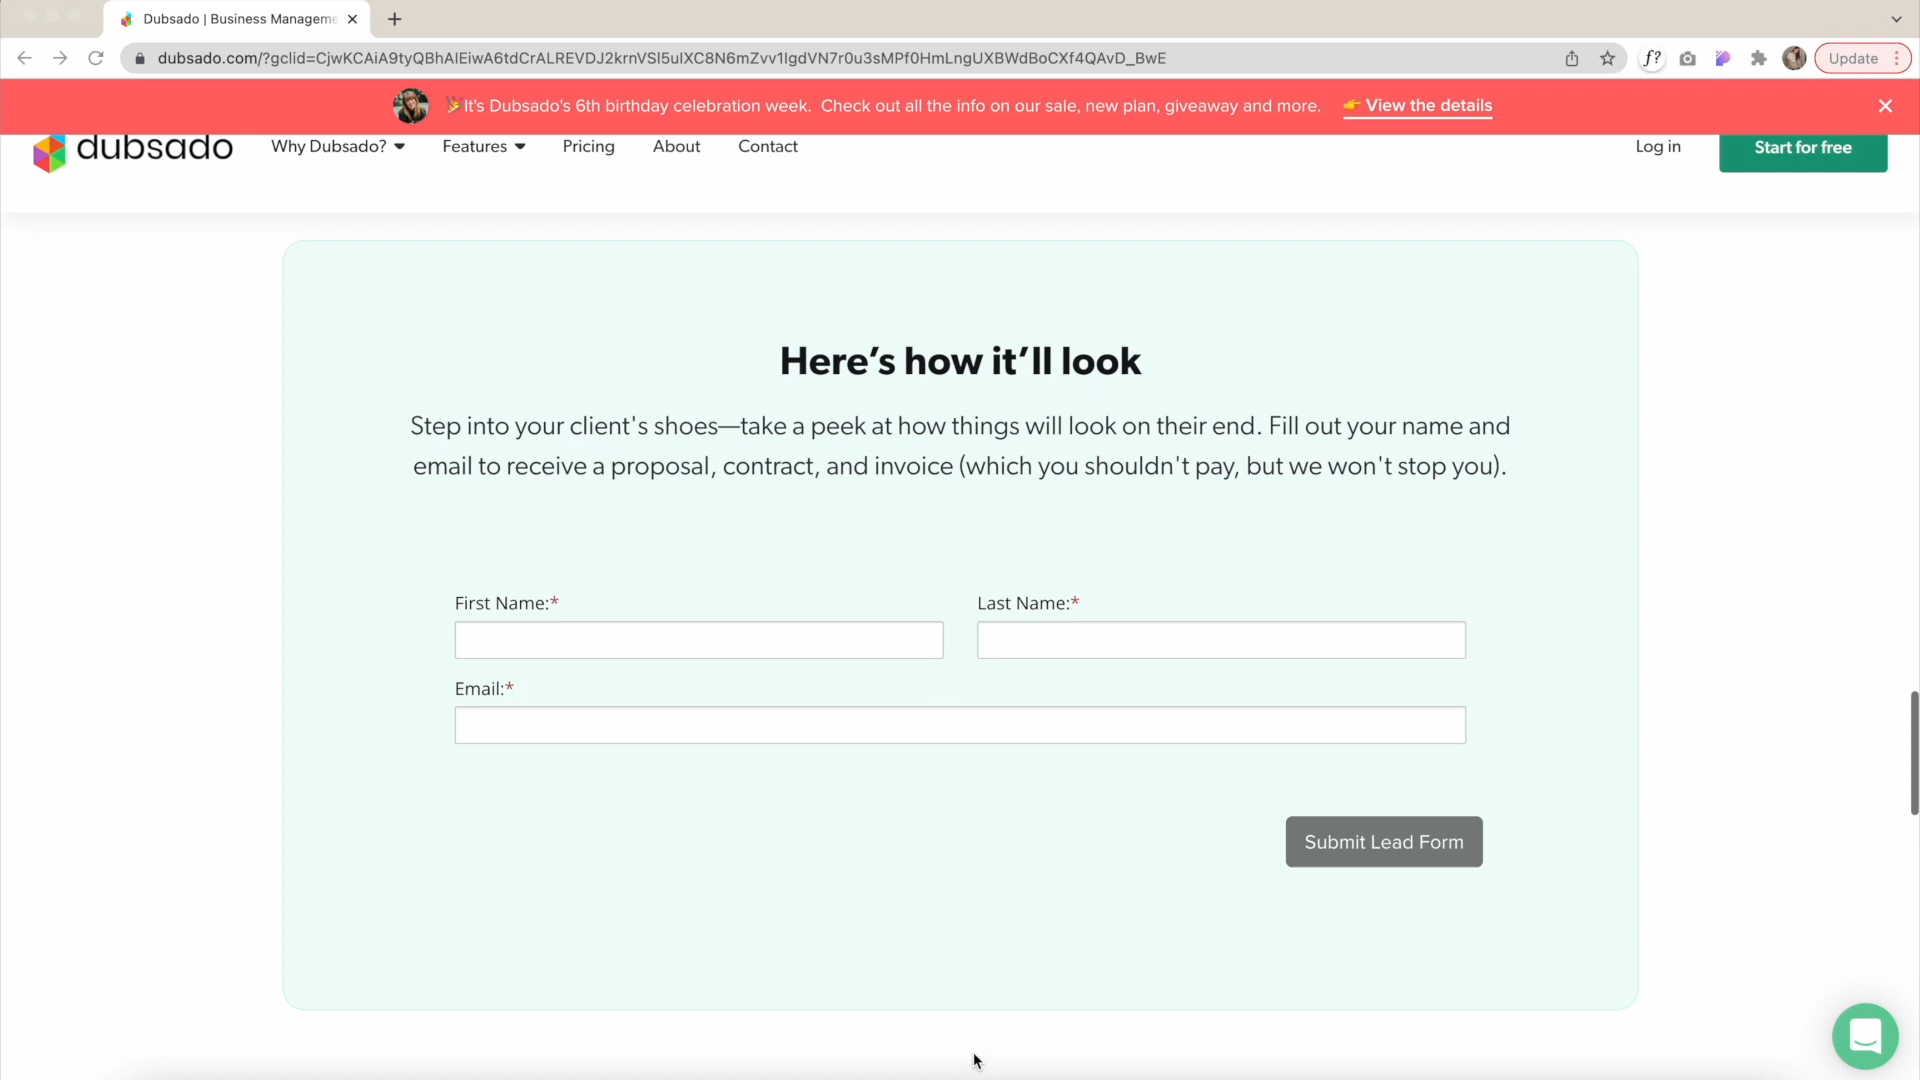 Dubsado | Business Manageme
dubsado.com/?gclid=CjwKCAiA9tyQBhAIEiwA6tdCrALREVDJ2krnVSl5ulXC8N6mZvv1IgdVN7r0u3sMPf0HmLngUXBWdBoCXf4QAvD_BwE
f?
Update
It's Dubsado's 6th birthday celebration week. Check out all the info on our sale, new plan, giveaway and more. 👉 View the details
dubsado
Why Dubsado?
Features
Pricing
About
Contact
Log in
Start for free
Here’s how it’ll look
Step into your client's shoes—take a peek at how things will look on their end. Fill out your name and
email to receive a proposal, contract, and invoice (which you shouldn't pay, but we won't stop you).
First Name:*
Last Name:*
Email:*
Submit Lead Form